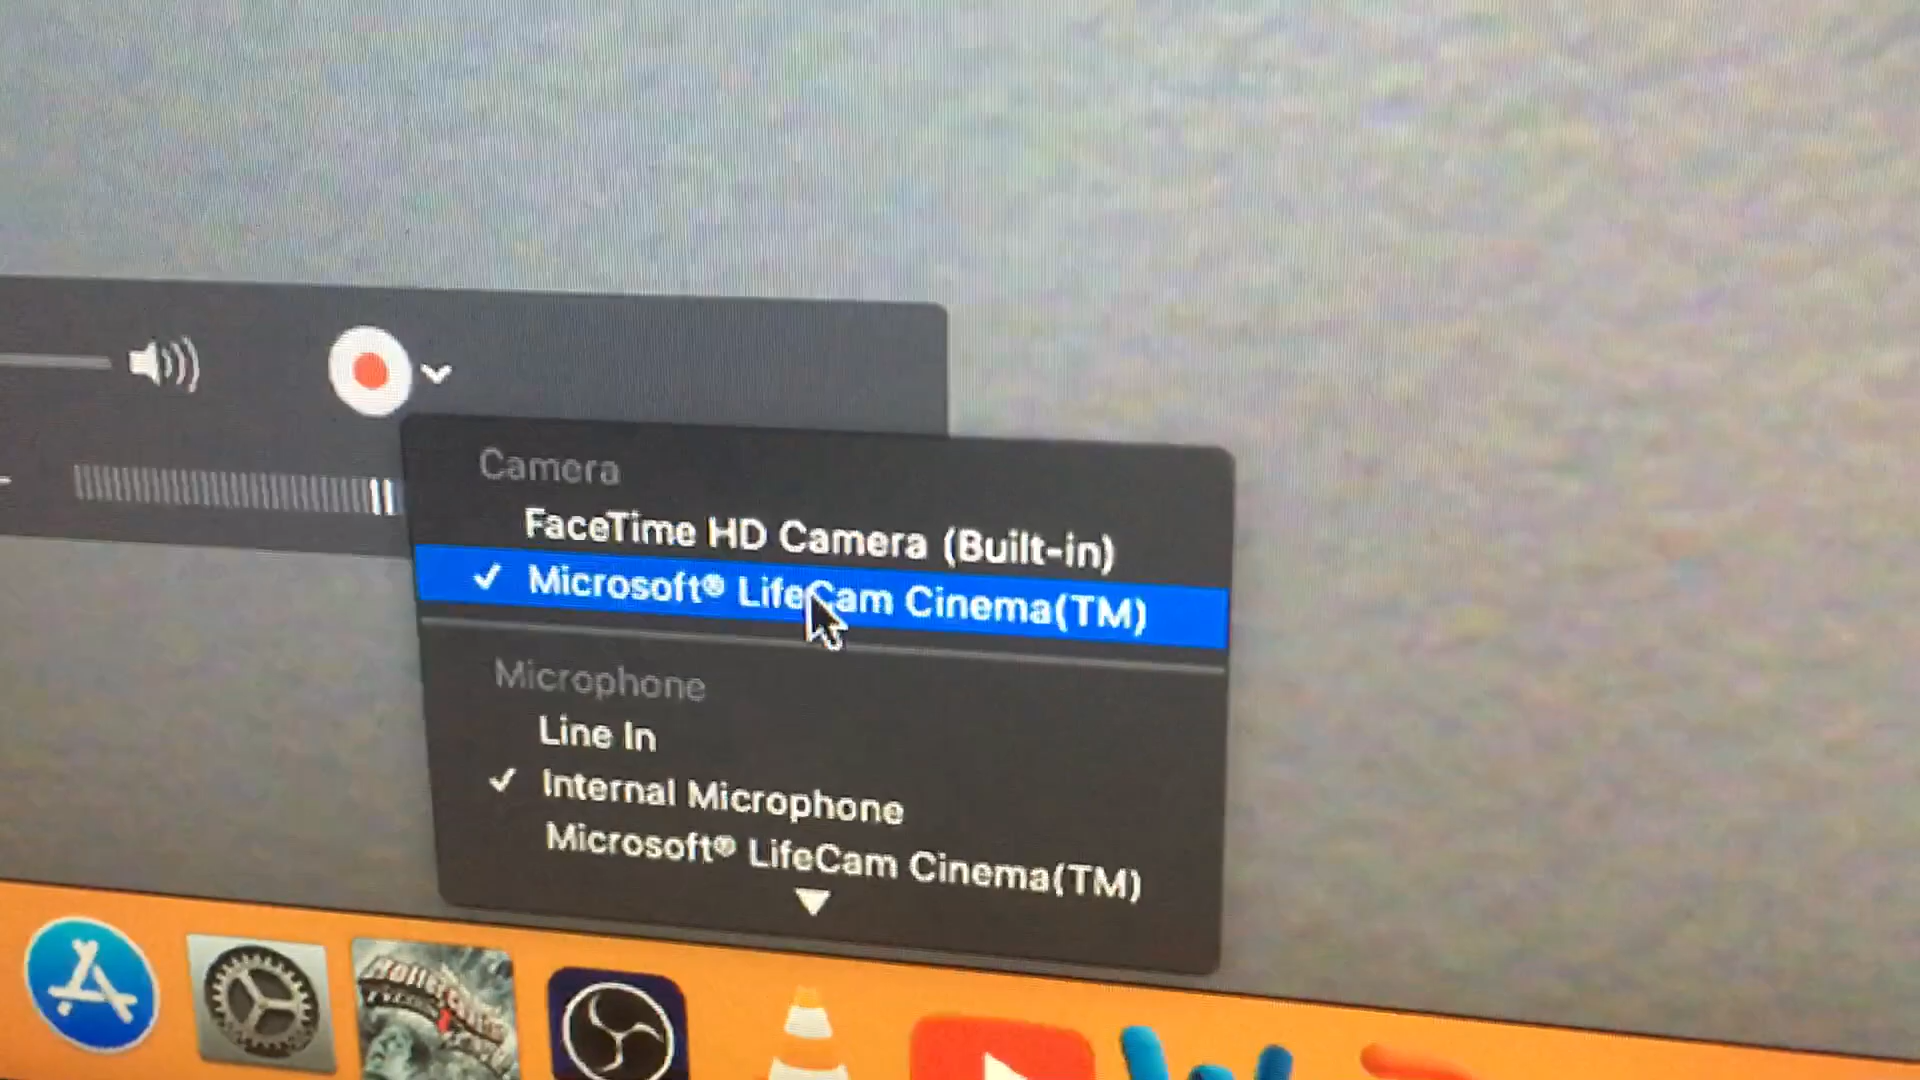 Camera
FaceTime HD Camera (Built-in)
✓ Microsoft® LifeCam Cinema(TM)
Microphone
Line In
✓ Internal Microphone
Microsoft® LifeCam Cinema(TM)